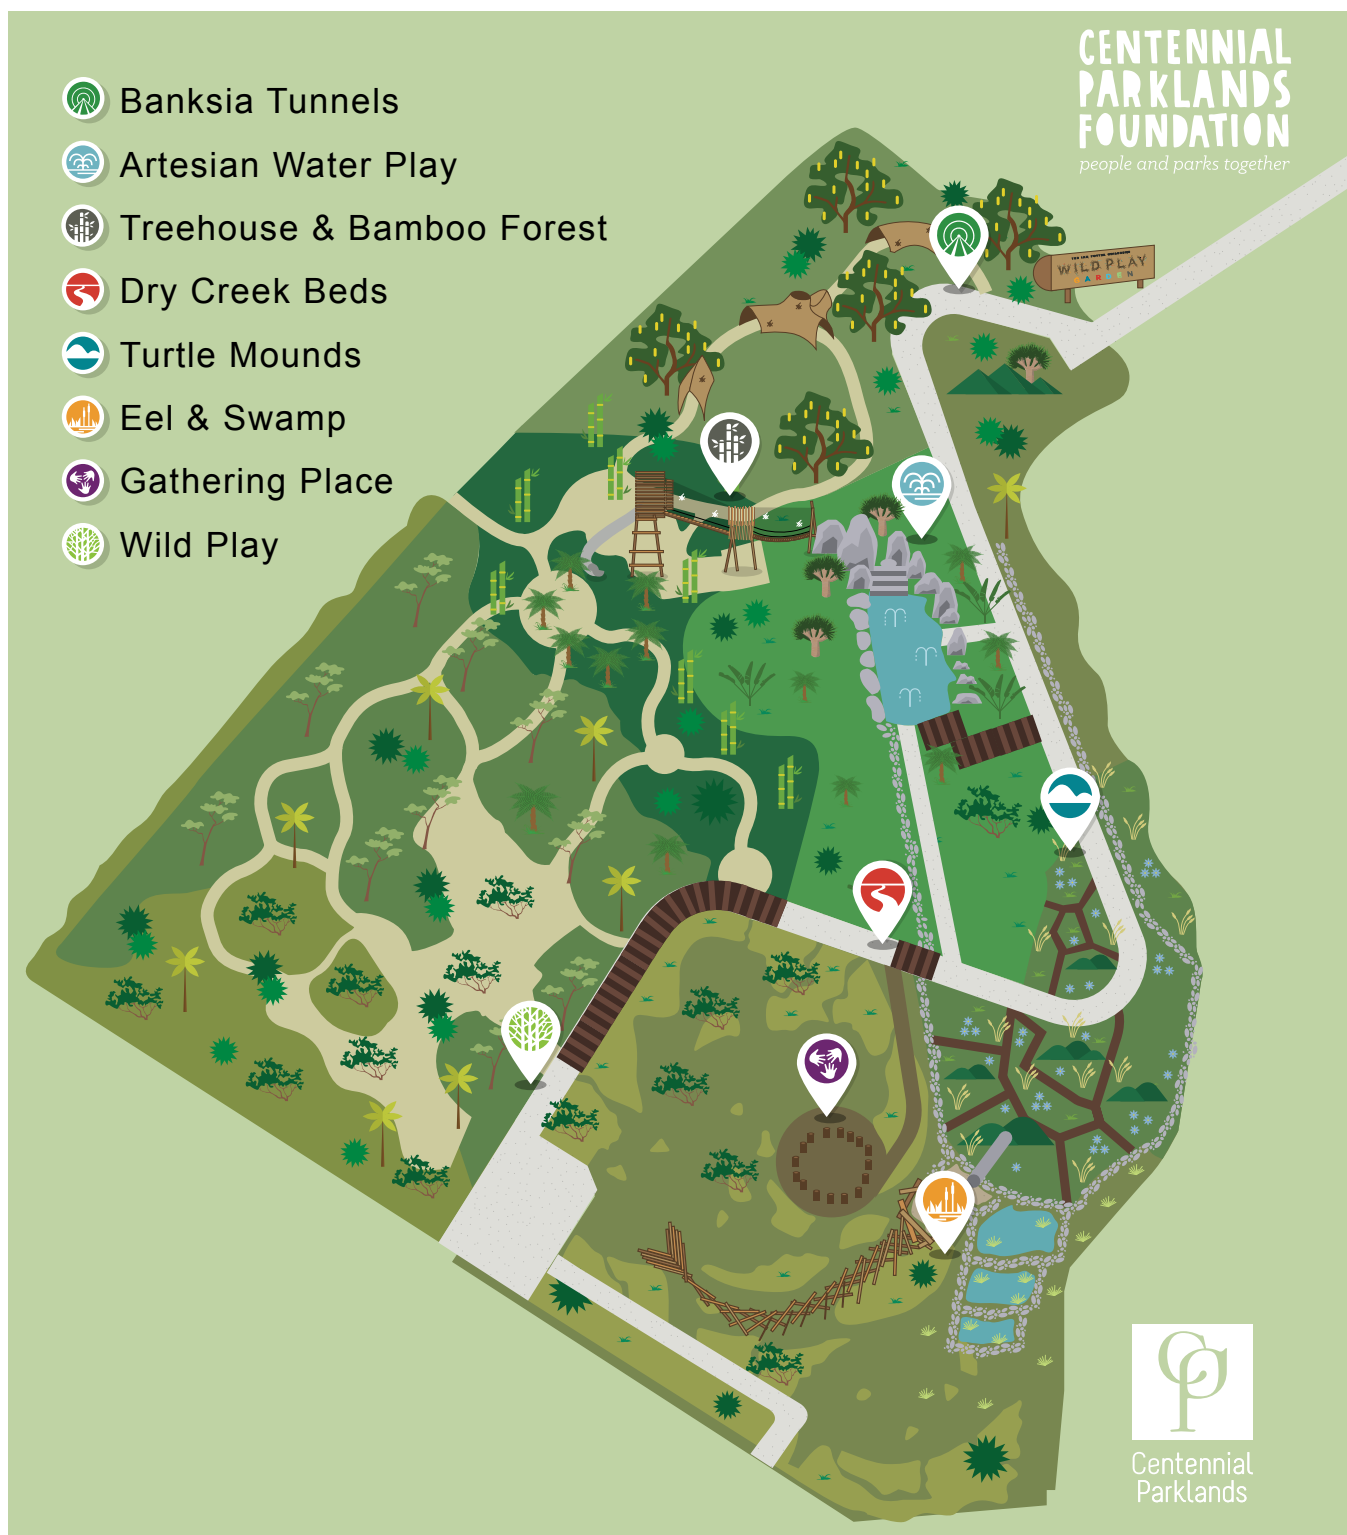 CENTENNIAL
PARKLANDS
FOUNDATION
people and parks together
Banksia Tunnels
Artesian Water Play
Treehouse & Bamboo Forest
Dry Creek Beds
Turtle Mounds
Eel & Swamp
Gathering Place
Wild Play
WILD PLAY
GARDEN
Centennial
Parklands